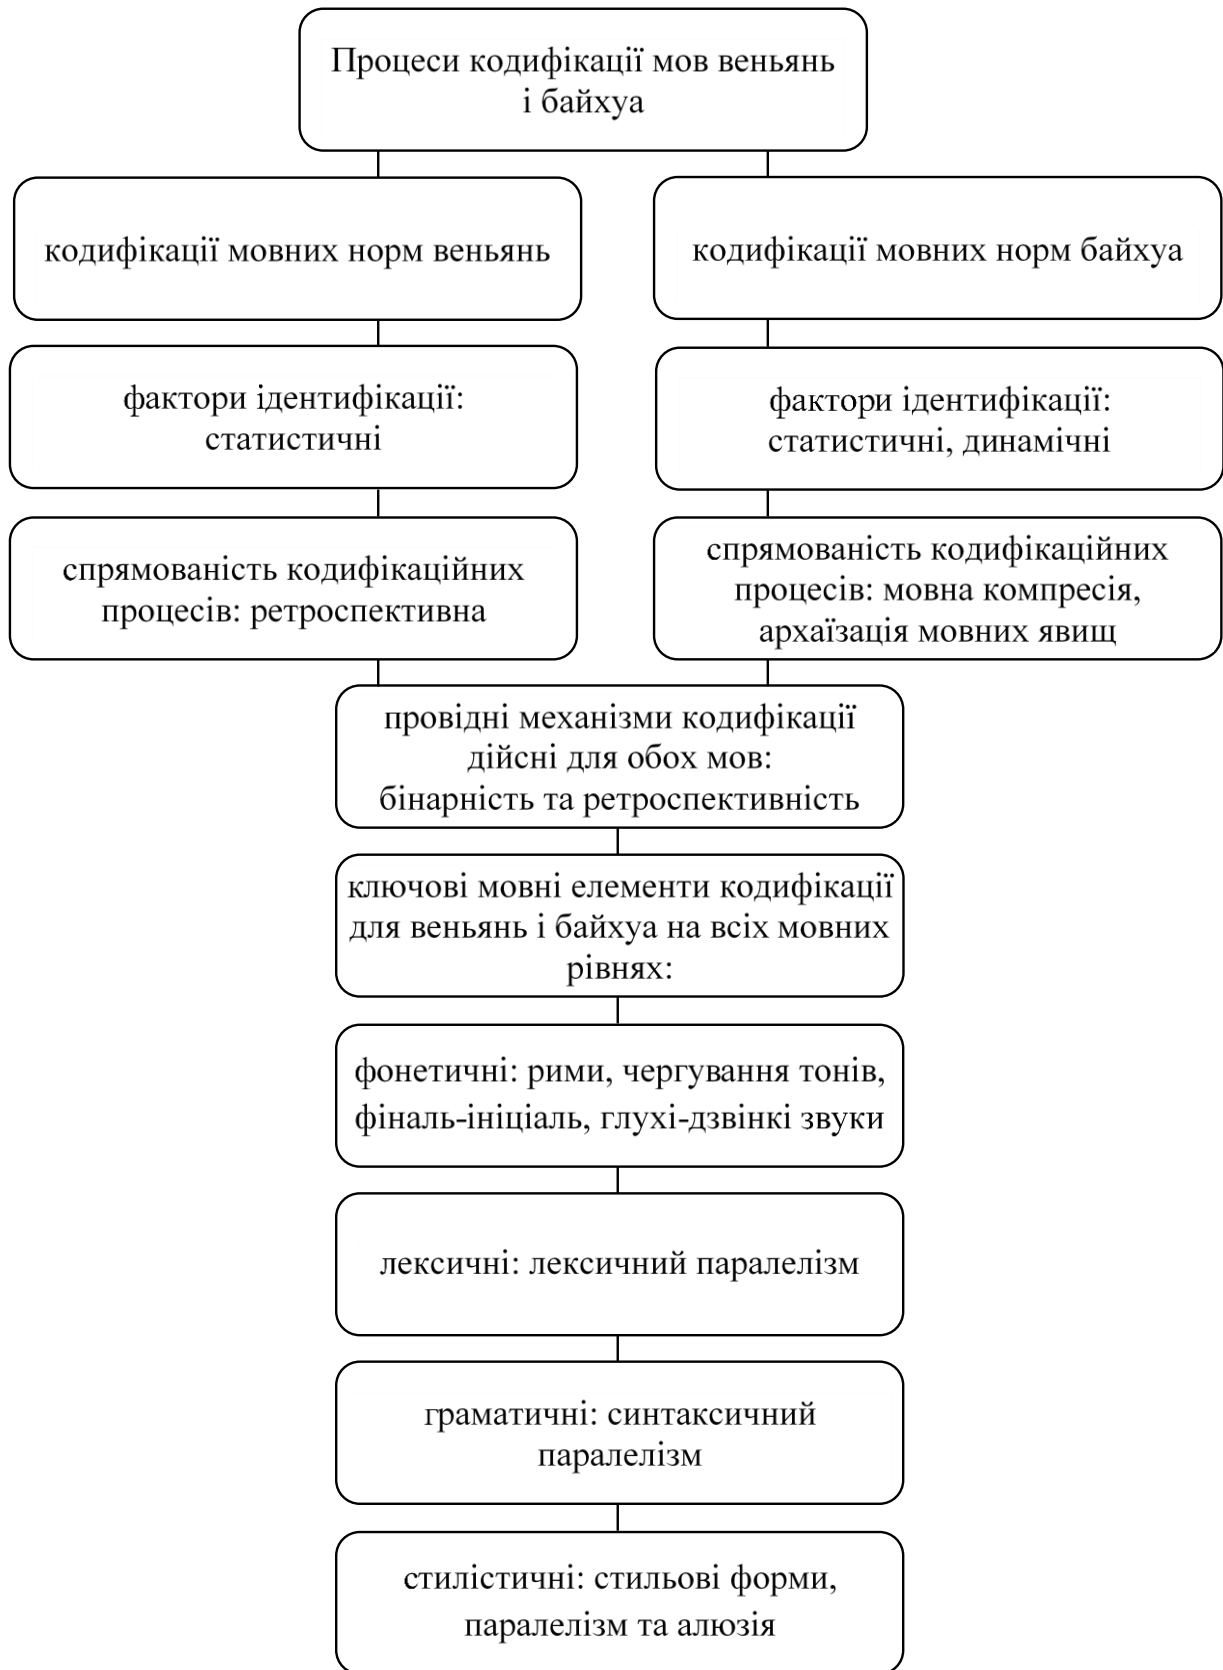 Процеси кодифікації мов веньянь
і байхуа
кодифікації мовних норм веньянь
кодифікації мовних норм байхуа
фактори ідентифікації:
статистичні
фактори ідентифікації:
статистичні, динамічні
спрямованість кодифікаційних
процесів: ретроспективна
спрямованість кодифікаційних
процесів: мовна компресія,
архаїзація мовних явищ
провідні механізми кодифікації
дійсні для обох мов:
бінарність та ретроспективність
ключові мовні елементи кодифікації
для веньянь і байхуа на всіх мовних
рівнях:
фонетичні: рими, чергування тонів,
фіналь-ініціаль, глухі-дзвінкі звуки
лексичні: лексичний паралелізм
граматичні: синтаксичний
паралелізм
стилістичні: стильові форми,
паралелізм та алюзія